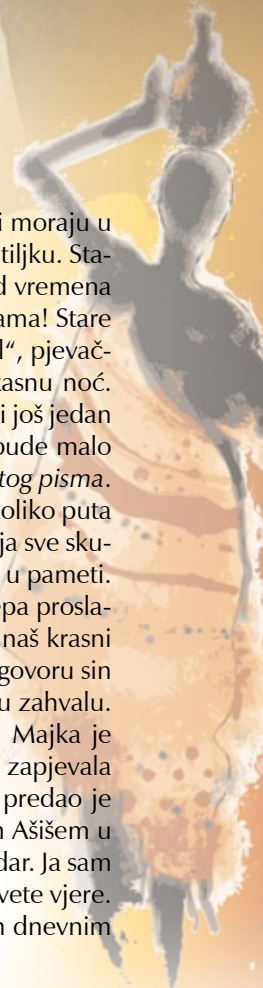 i moraju u
tiljku. Sta-
d vremena
ama! Stare
l“, pjevač-
kasnu noć.
i još jedan
bude malo
tog pisma.
oliko puta
ja sve sku-
u pameti.
epa prosla-
naš krasni
govoru sin
u zahvalu.
Majka je
zapjevala
predao je
n Ašišem u
dar. Ja sam
vete vjere.
n dnevnim